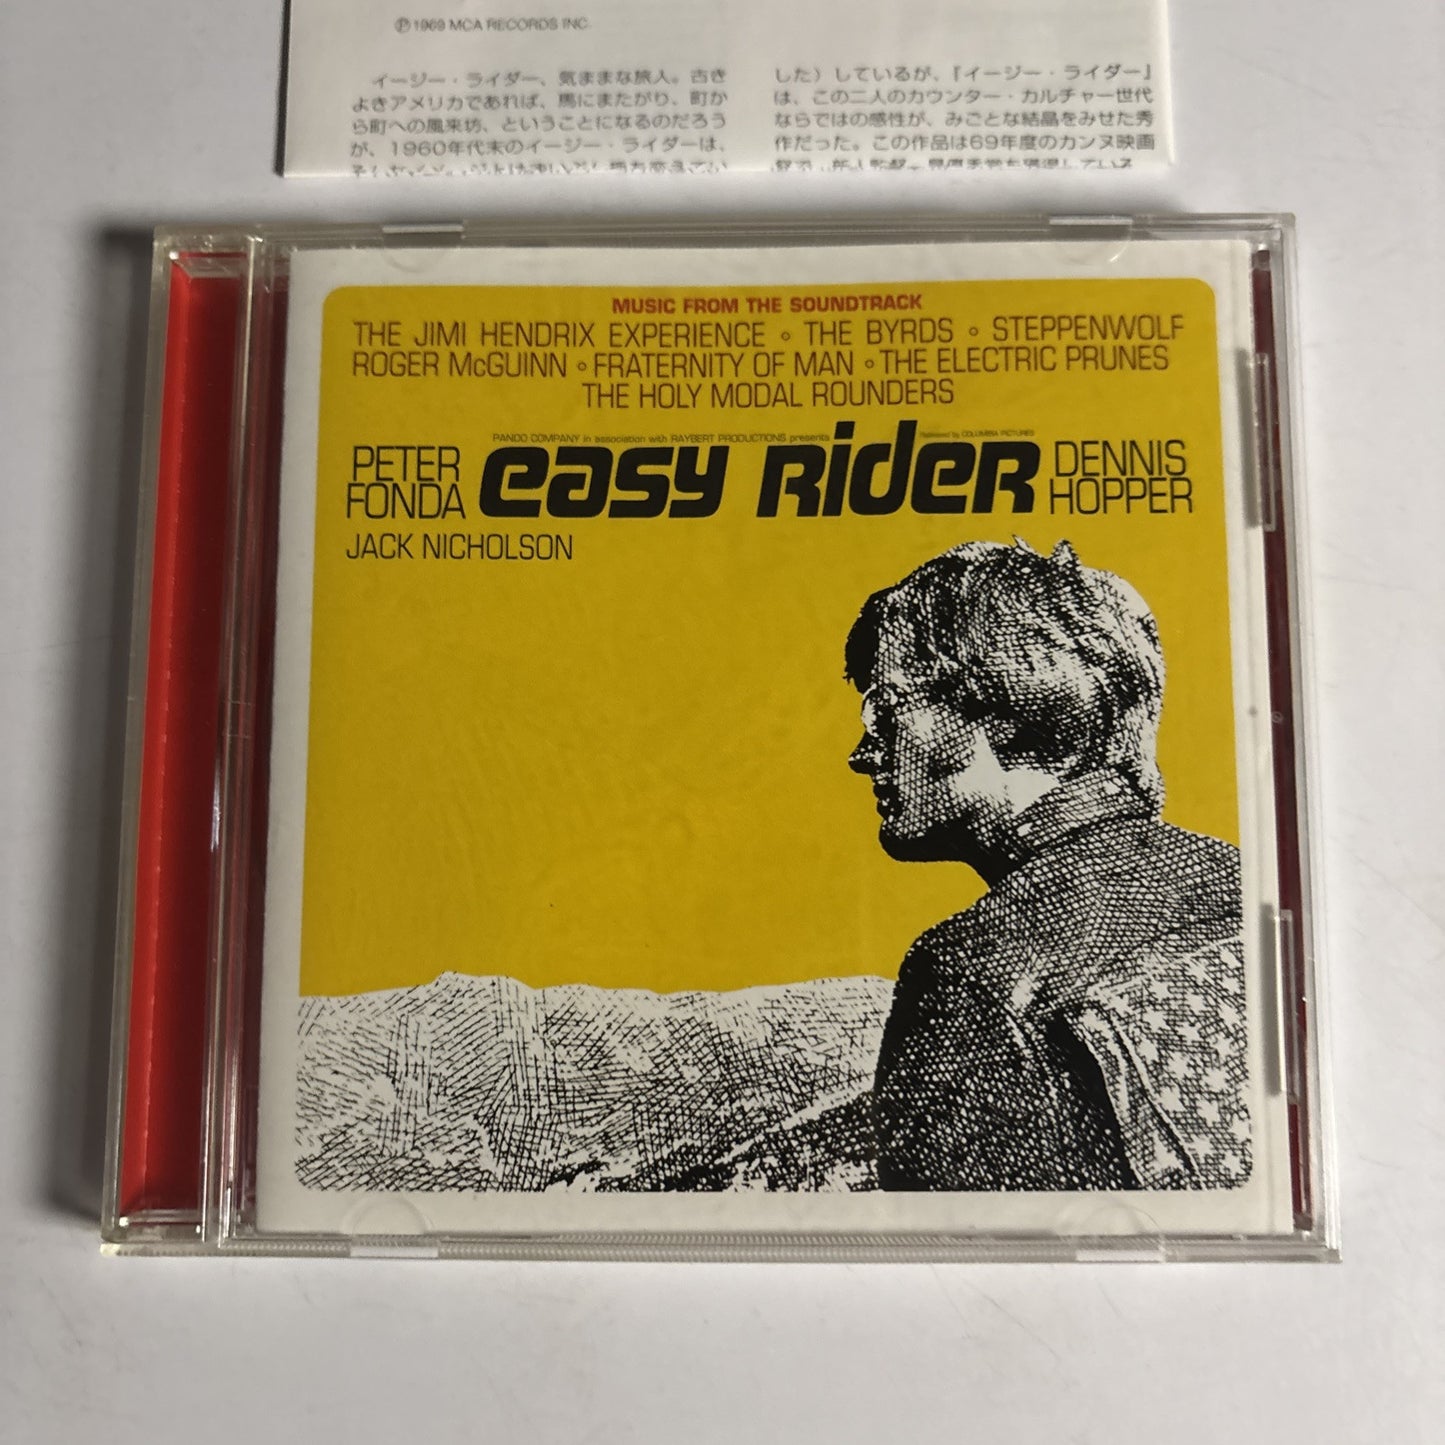 ℗1969 MCA RECORDS INC.
イージー・ライダー、気ままな旅人。古き
よきアメリカであれば、馬にまたがり、町か
ら町への風来坊、ということになるのだろう
が、1960年代末のイージー・ライダーは、
した）しているが、『イージー・ライダー』
は、この二人のカウンター・カルチャー世代
ならではの感性が、みごとな結晶をみせた秀
作だった。この作品は69年度のカンヌ映画
MUSIC FROM THE SOUNDTRACK
THE JIMI HENDRIX EXPERIENCE ∘ THE BYRDS ∘ STEPPENWOLF
ROGER McGUINN ∘ FRATERNITY OF MAN ∘ THE ELECTRIC PRUNES
THE HOLY MODAL ROUNDERS
PANDO COMPANY in association with RAYBERT PRODUCTIONS presents
Released by COLUMBIA PICTURES
PETER
FONDA
easy Rider
DENNIS
HOPPER
JACK NICHOLSON